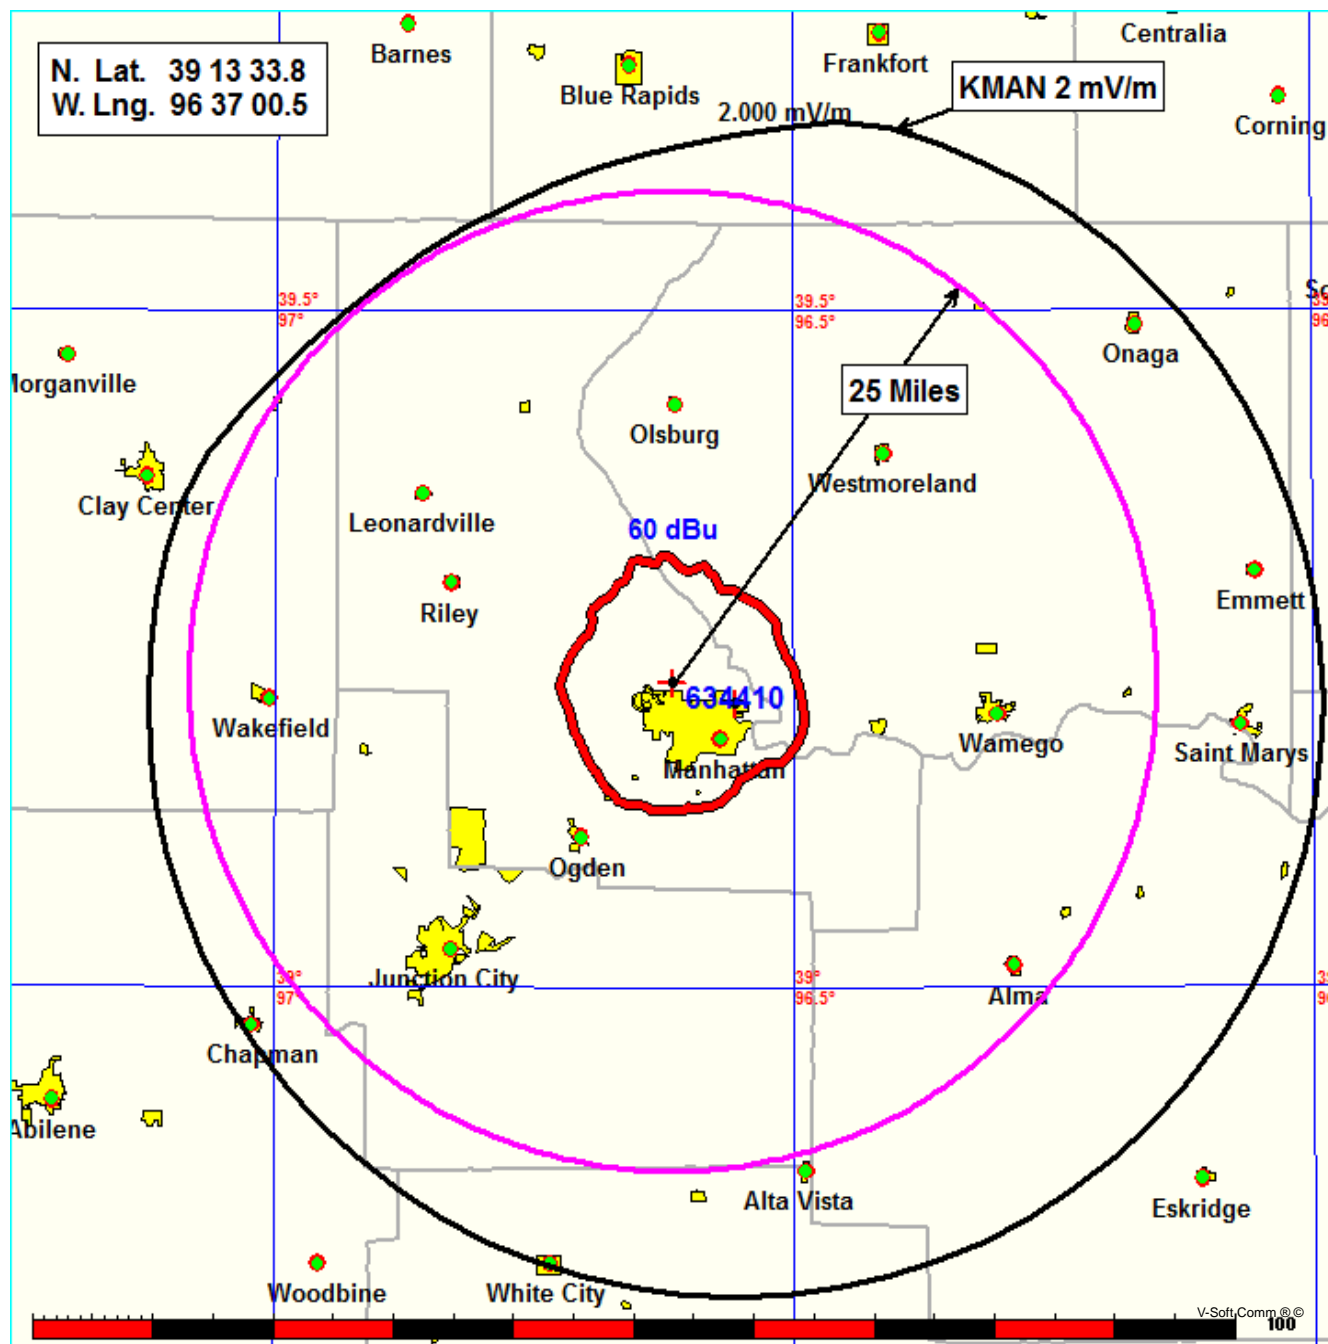 Centralia
Barnes
Frankfort
N. Lat. 39 13 33.8
W. Lng. 96 37 00.5
Blue Rapids
KMAN 2 mV/m
2.000 mV/m
Corning
39.5°
97°
39.5°
96.5°
Onaga
Morganville
25 Miles
Olsburg
Westmoreland
Clay Center
Leonardville
60 dBu
Riley
Emmett
634410
Wakefield
Wamego
Saint Marys
Manhattan
Ogden
Junction City
39°
97°
39°
96.5°
Alma
Chapman
Abilene
Alta Vista
Eskridge
Woodbine
White City
V-Soft Comm ® ©
100